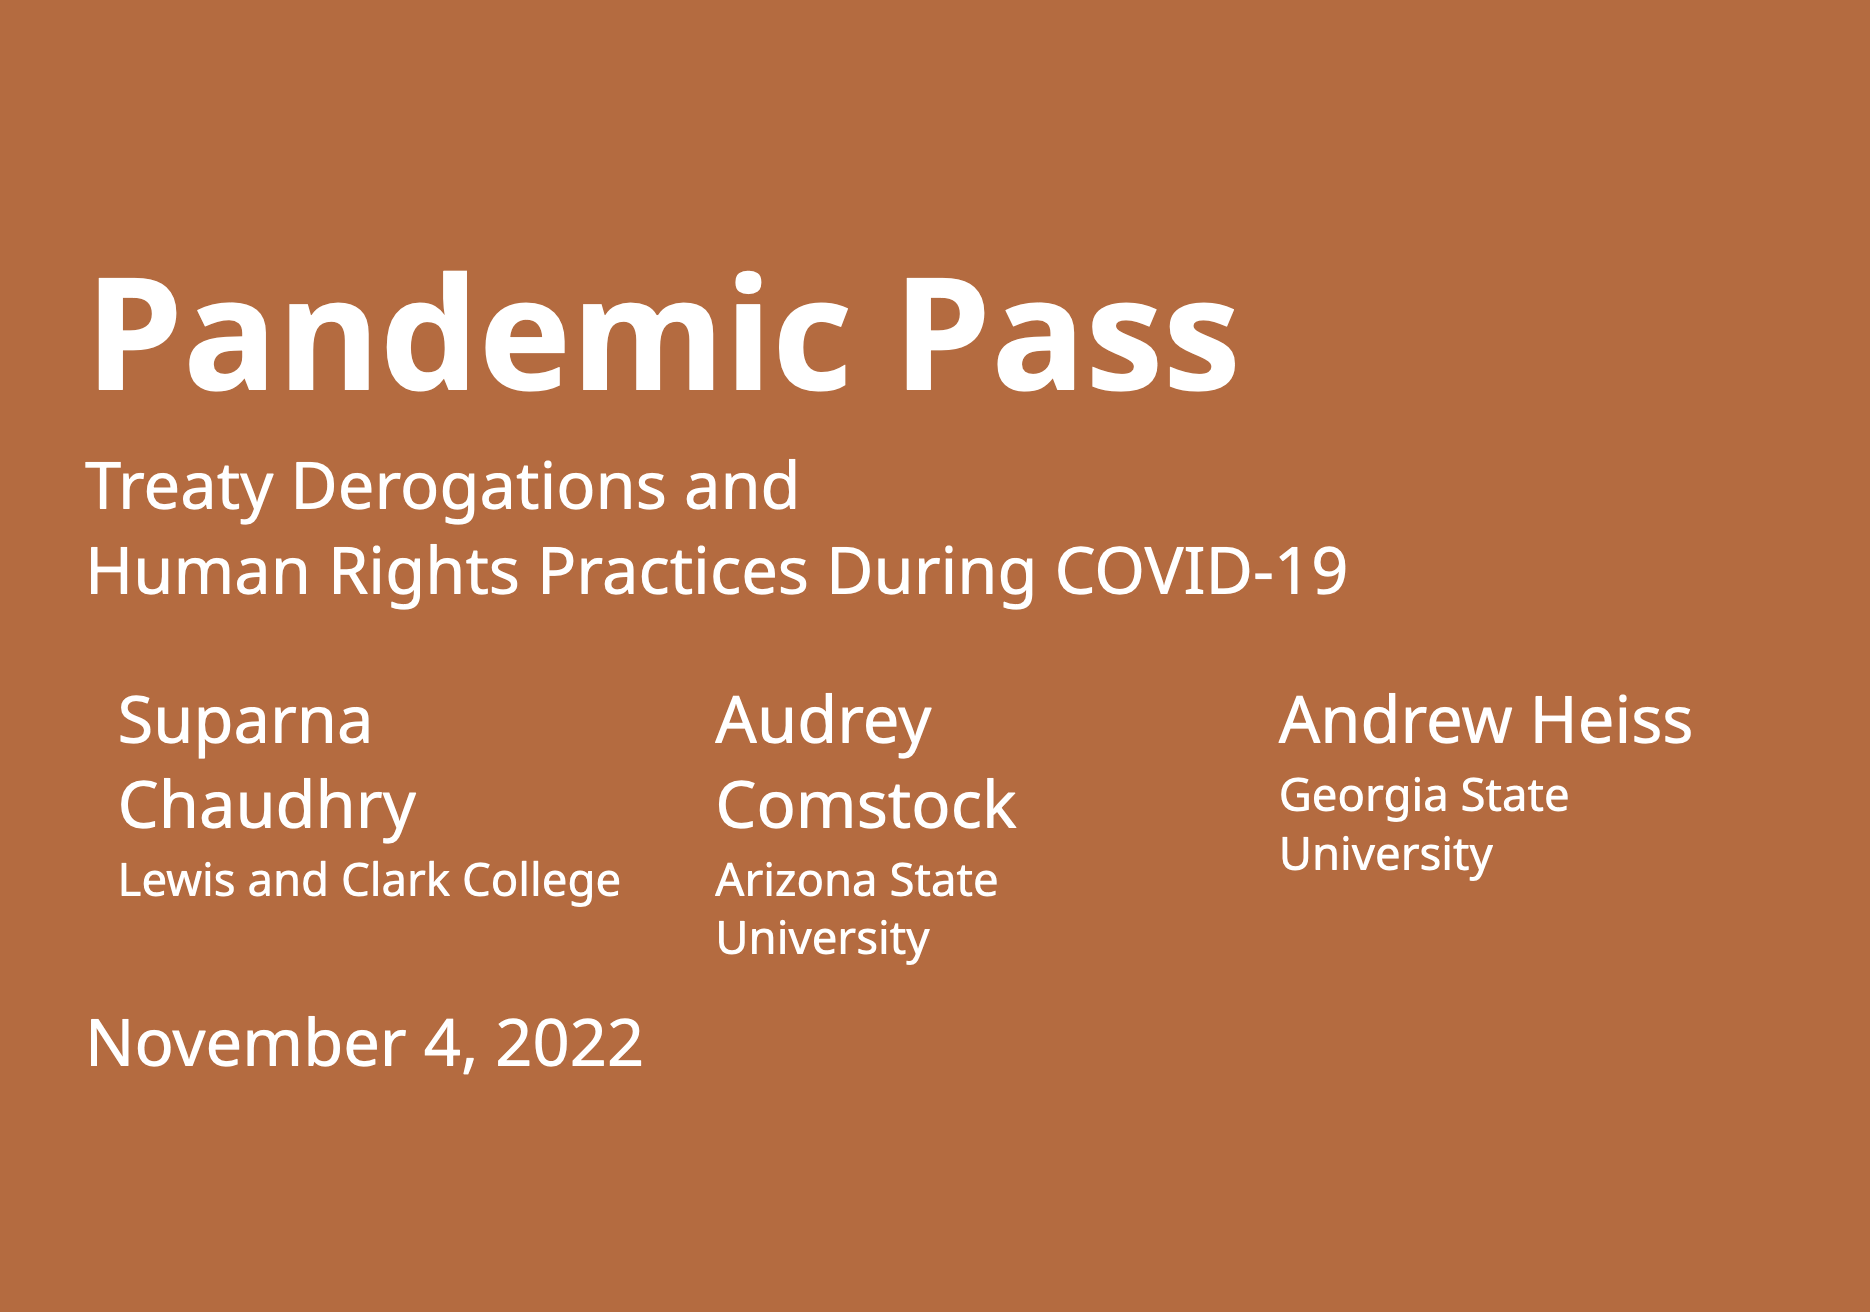 Pandemic Pass
Treaty Derogations and
Human Rights Practices During COVID-19
Suparna
Chaudhry
Lewis and Clark College
Audrey
Comstock
Arizona State
University
Andrew Heiss
Georgia State
University
November 4, 2022